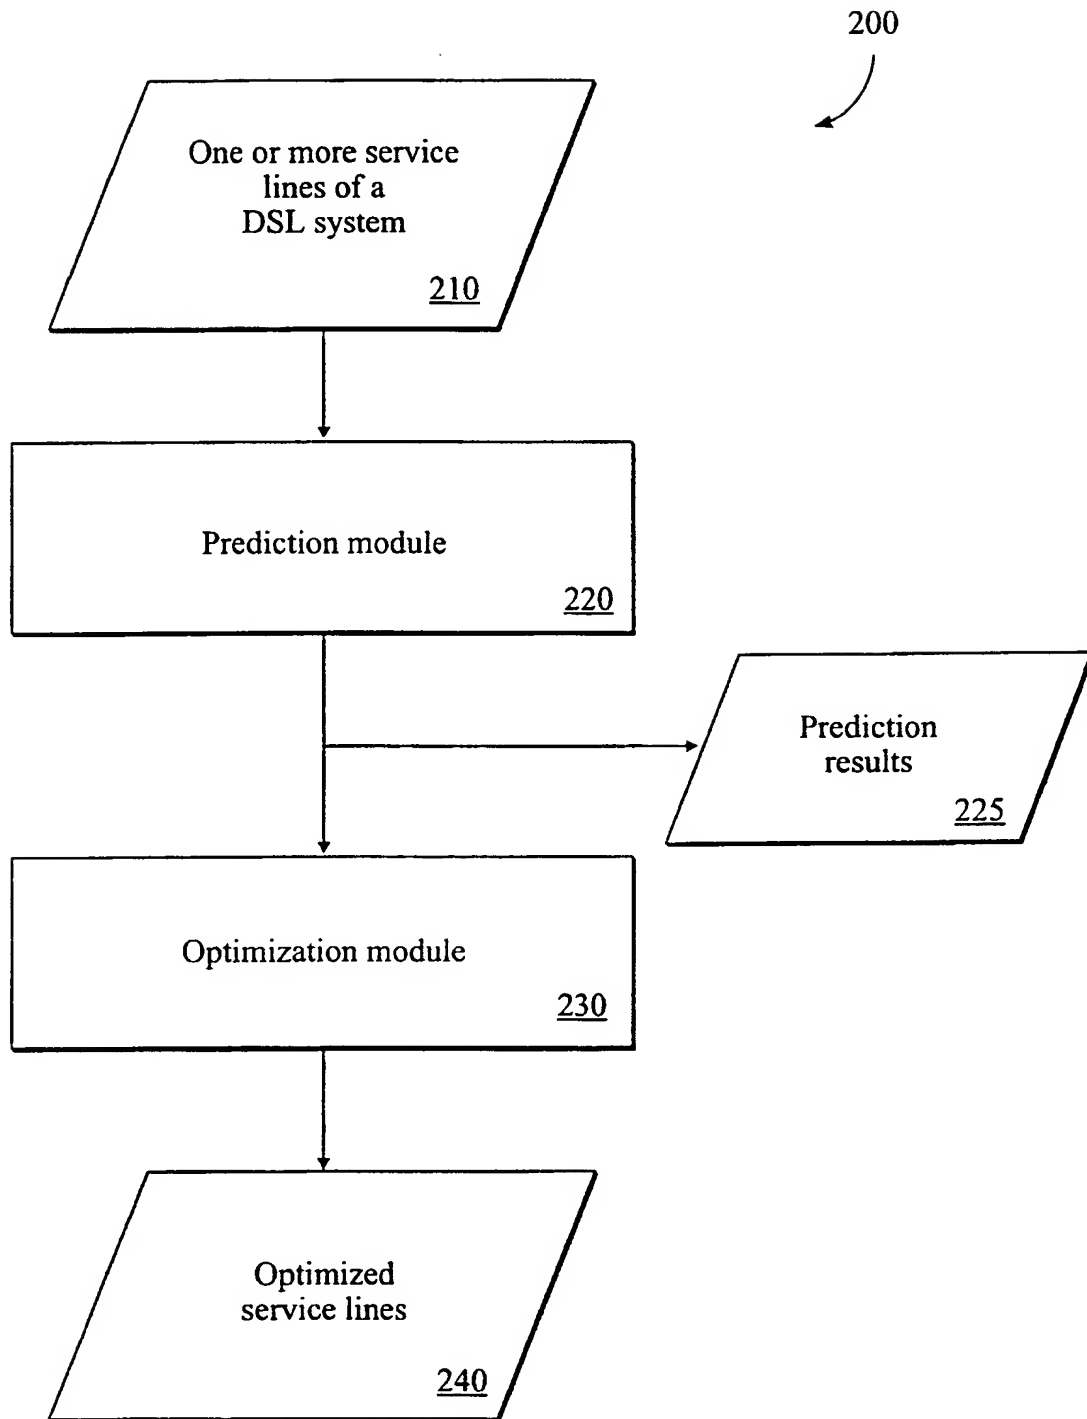 200
One or more service
lines of a
DSL system
210
Prediction module
220
Prediction
results
225
Optimization module
230
Optimized
service lines
240